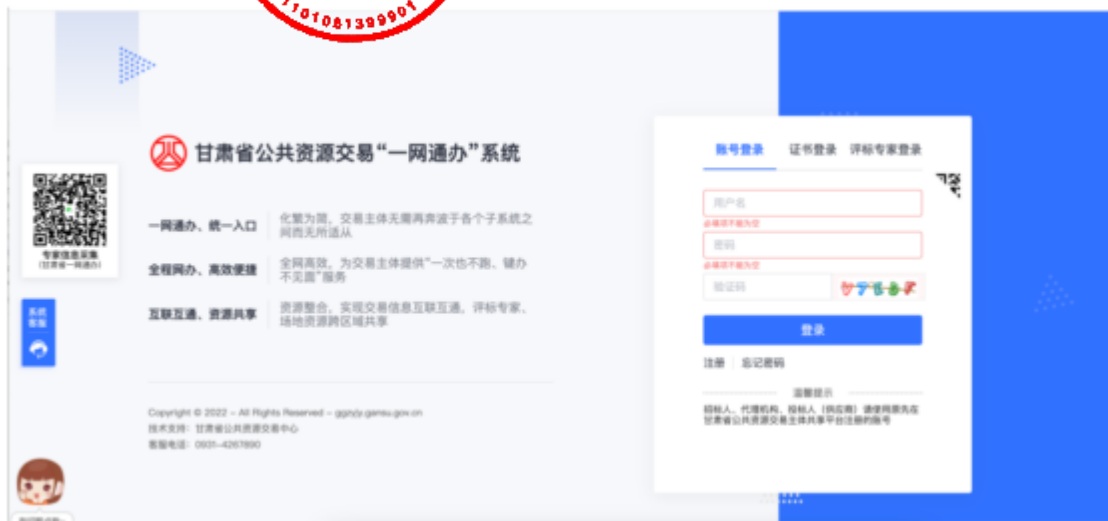 1101081399901
甘肃省公共资源交易“一网通办”系统
账号登录 证书登录 评标专家登录
用户名
必填项不能为空
密码
必填项不能为空
验证码
登录
注册 忘记密码
温馨提示
招标人、代理机构、投标人（供应商）请使用原先在
甘肃省公共资源交易主体共享平台注册的账号
一网通办、统一入口
化繁为简，交易主体无需再奔波于各个子系统之
间而无所适从
全程网办、高效便捷
全网高效，为交易主体提供“一次也不跑、键办
不见面”服务
互联互通、资源共享
资源整合，实现交易信息互联互通，评标专家、
场地资源跨区域共享
专家信息采集
(甘肃省一网通办)
系统
客服
Copyright © 2022 - All Rights Reserved - ggzyjy.gansu.gov.cn
技术支持：甘肃省公共资源交易中心
客服电话：0931-4267890